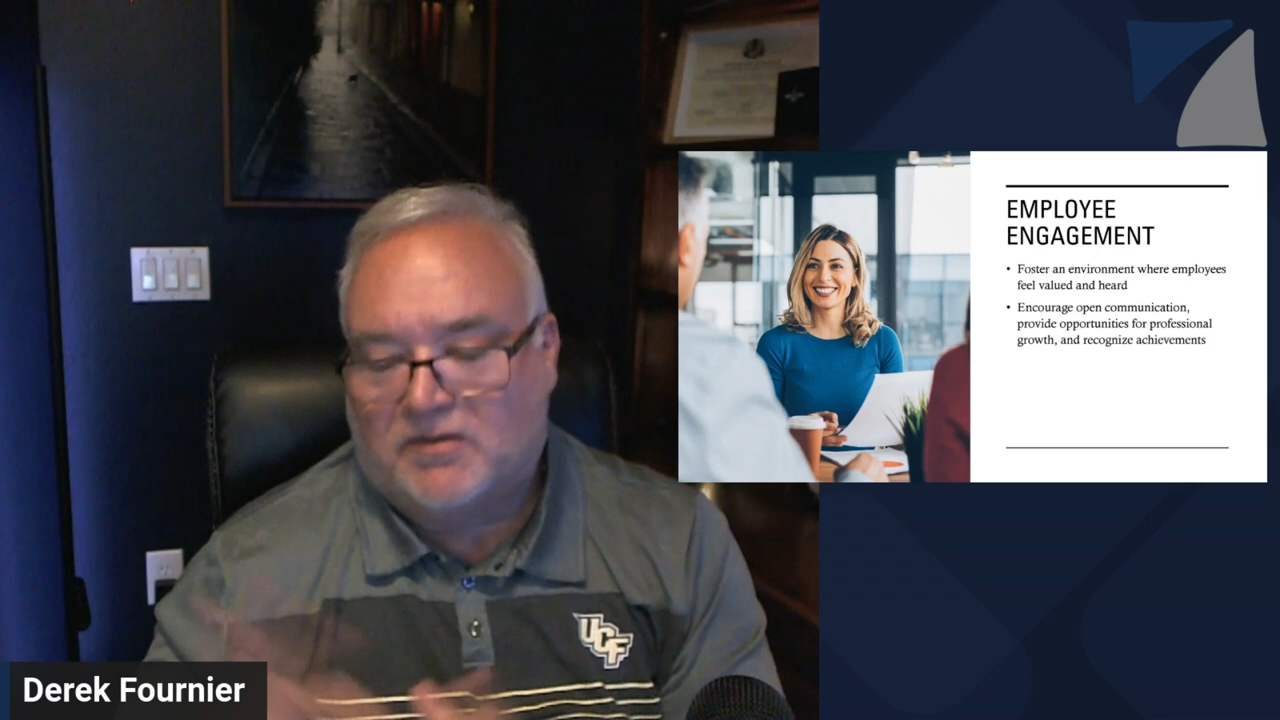 EMPLOYEE
ENGAGEMENT
• Foster an environment where employees
feel valued and heard
• Encourage open communication,
provide opportunities for professional
growth, and recognize achievements
UCF
Derek Fournier